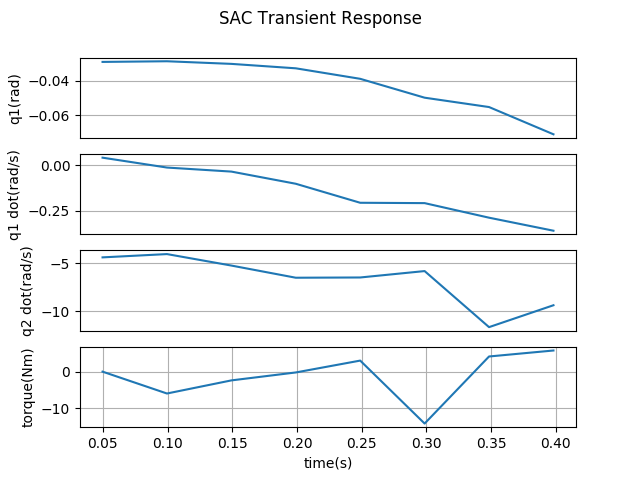 SAC Transient Response
q1(rad)
−0.04
−0.06
q1 dot(rad/s)
0.00
−0.25
q2 dot(rad/s)
−5
−10
torque(Nm)
0
−10
0.05 0.10 0.15 0.20 0.25 0.30 0.35 0.40
time(s)